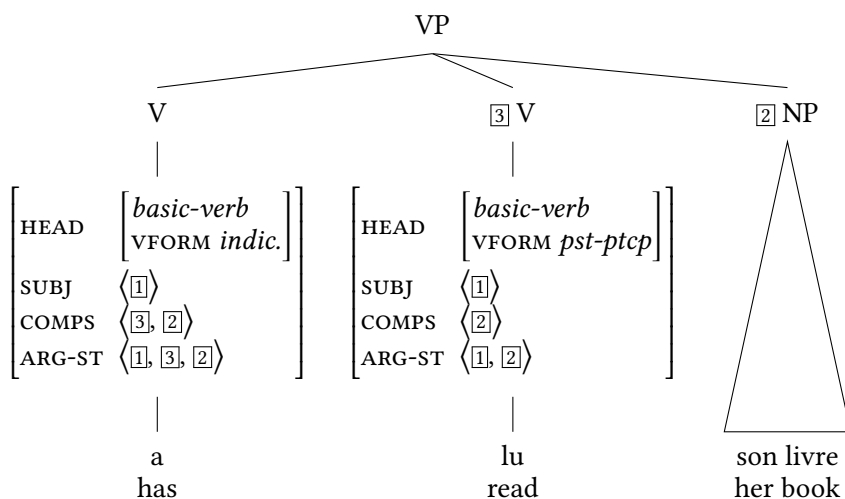 VP
V 3 V 2 NP
HEAD [basic-verb VFORM indic.] HEAD [basic-verb VFORM pst-ptcp]
SUBJ ⟨1⟩ SUBJ ⟨1⟩
COMPS ⟨3, 2⟩ COMPS ⟨2⟩
ARG-ST ⟨1, 3, 2⟩ ARG-ST ⟨1, 2⟩
a lu son livre
has read her book